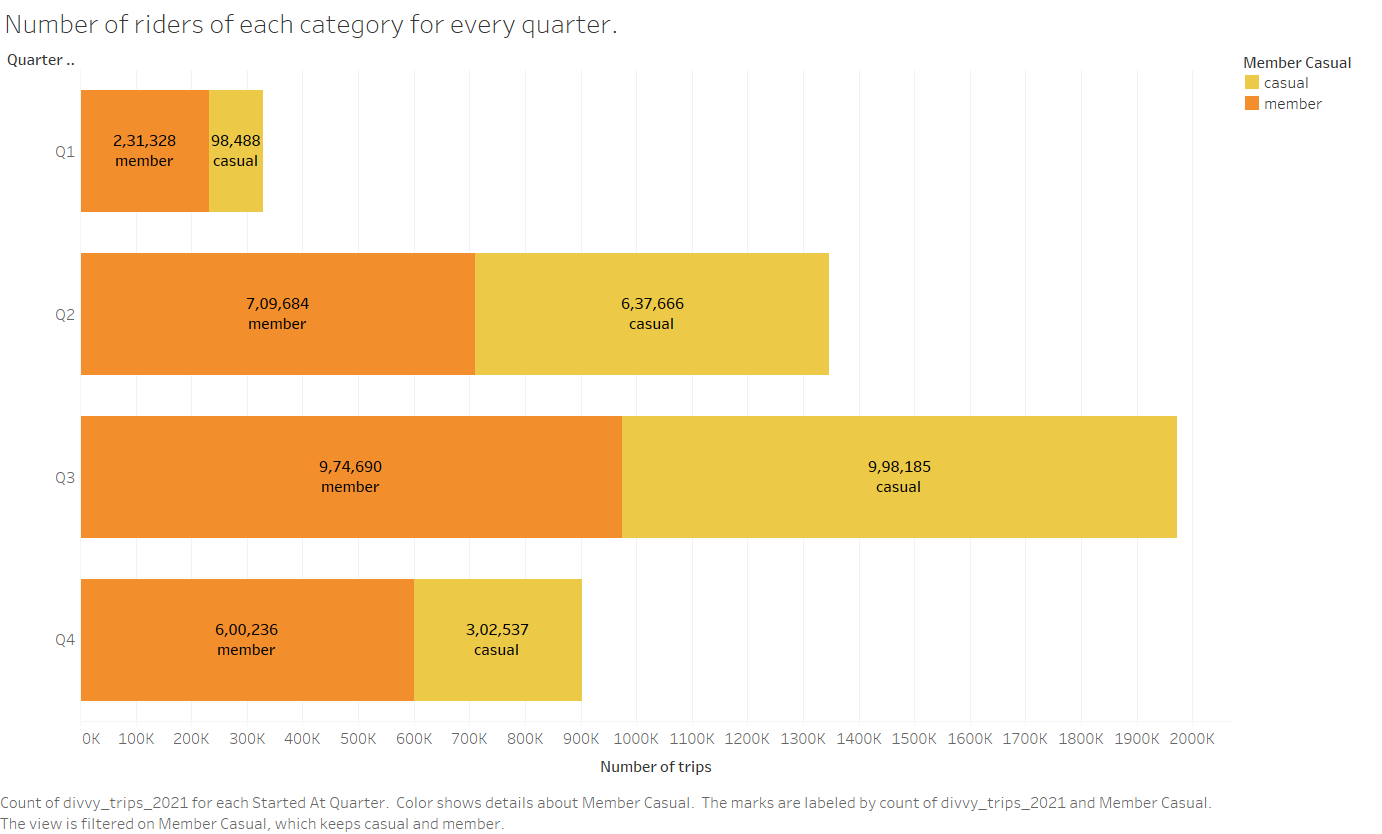 Number of riders of each category for every quarter.
Quarter ..
Member Casual
casual
member
Q1
2,31,328
member
98,488
casual
Q2
7,09,684
member
6,37,666
casual
Q3
9,74,690
member
9,98,185
casual
Q4
6,00,236
member
3,02,537
casual
0K 100K 200K 300K 400K 500K 600K 700K 800K 900K 1000K 1100K 1200K 1300K 1400K 1500K 1600K 1700K 1800K 1900K 2000K
Number of trips
Count of divvy_trips_2021 for each Started At Quarter. Color shows details about Member Casual. The marks are labeled by count of divvy_trips_2021 and Member Casual.
The view is filtered on Member Casual, which keeps casual and member.